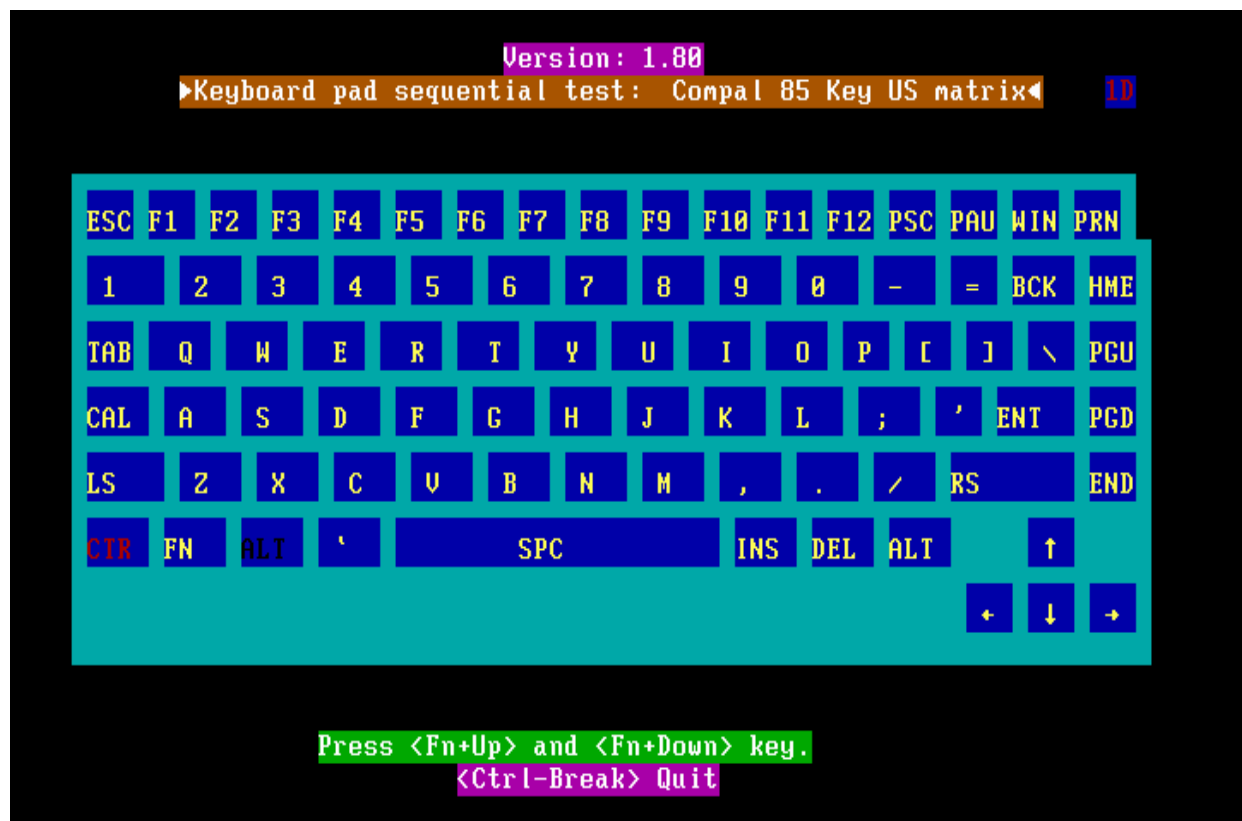 Version: 1.80
►Keyboard pad sequential test: Compal 85 Key US matrix◄ 1D
ESC F1 F2 F3 F4 F5 F6 F7 F8 F9 F10 F11 F12 PSC PAU WIN PRN
1 2 3 4 5 6 7 8 9 0 - = BCK HME
TAB Q W E R T Y U I O P [ ] \ PGU
CAL A S D F G H J K L ; ' ENT PGD
LS Z X C V B N M , . / RS END
CTR FN ALT ` SPC INS DEL ALT ↑
← ↓ →
Press <Fn+Up> and <Fn+Down> key.
<Ctrl-Break> Quit